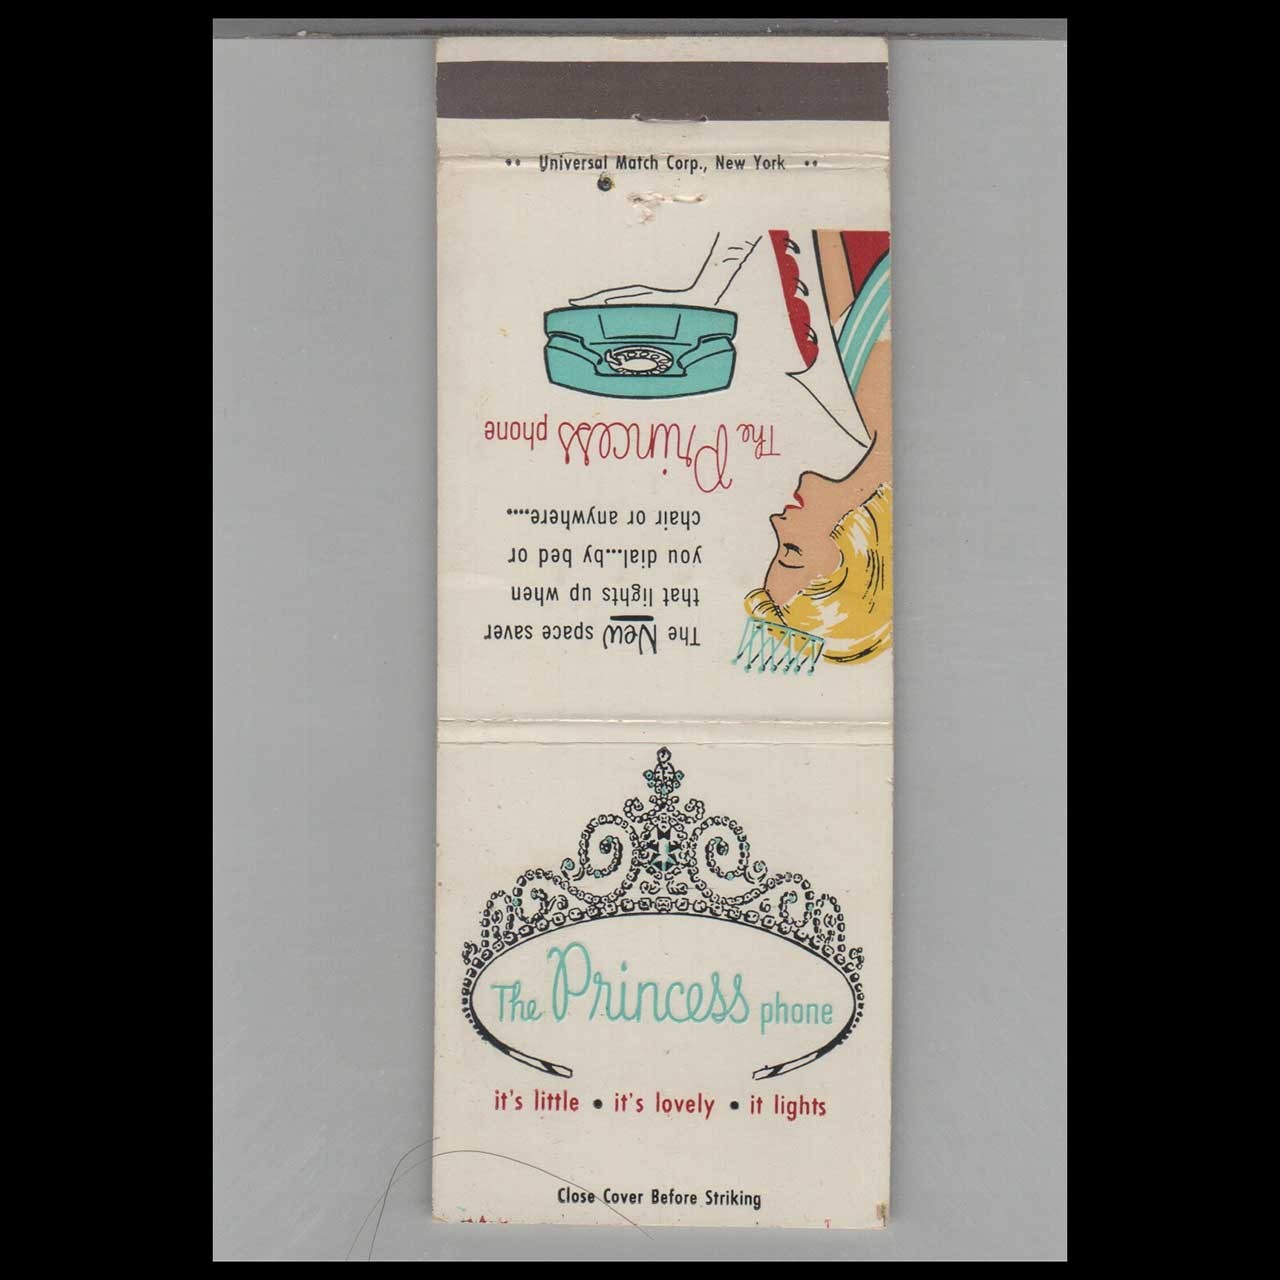 •• Universal Match Corp., New York ••
The New space saver
that lights up when
you dial...by bed or
chair or anywhere....
The Princess phone
The Princess phone
it's little • it's lovely • it lights
Close Cover Before Striking